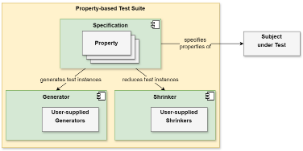 Property-based Test Suite
Specification
Property
specifies
properties of
Subject
under Test
generates test instances
reduces test instances
Generator
Shrinker
User-supplied
Generators
User-supplied
Shrinkers